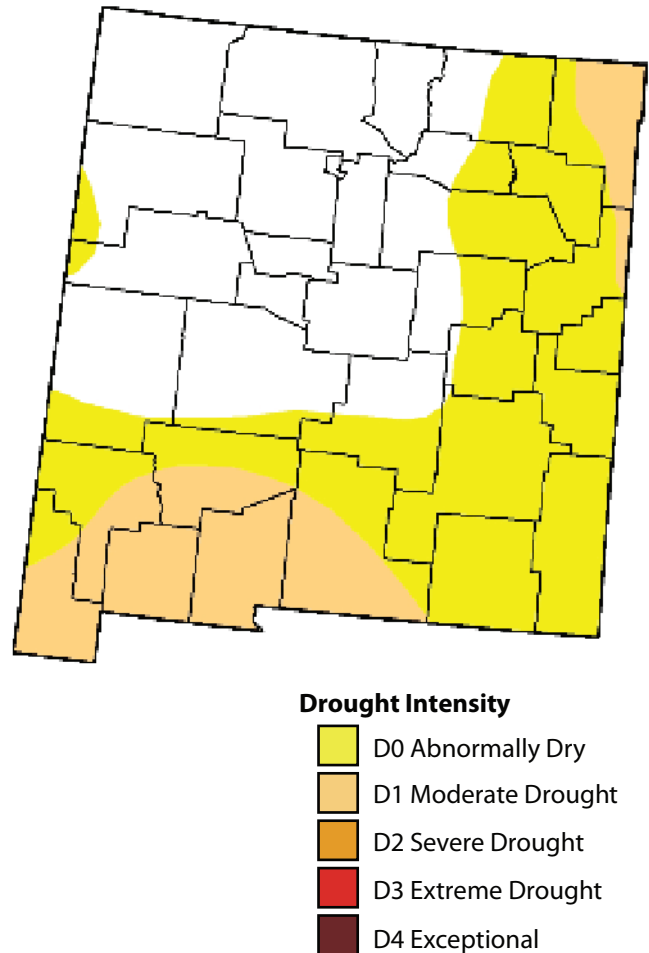 Drought Intensity
D0 Abnormally Dry
D1 Moderate Drought
D2 Severe Drought
D3 Extreme Drought
D4 Exceptional